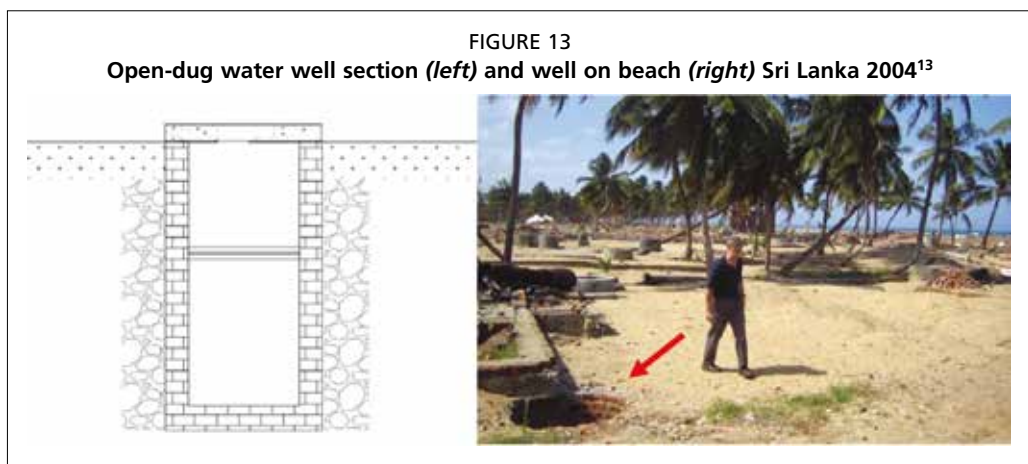 FIGURE 13
Open-dug water well section (left) and well on beach (right) Sri Lanka 2004¹³